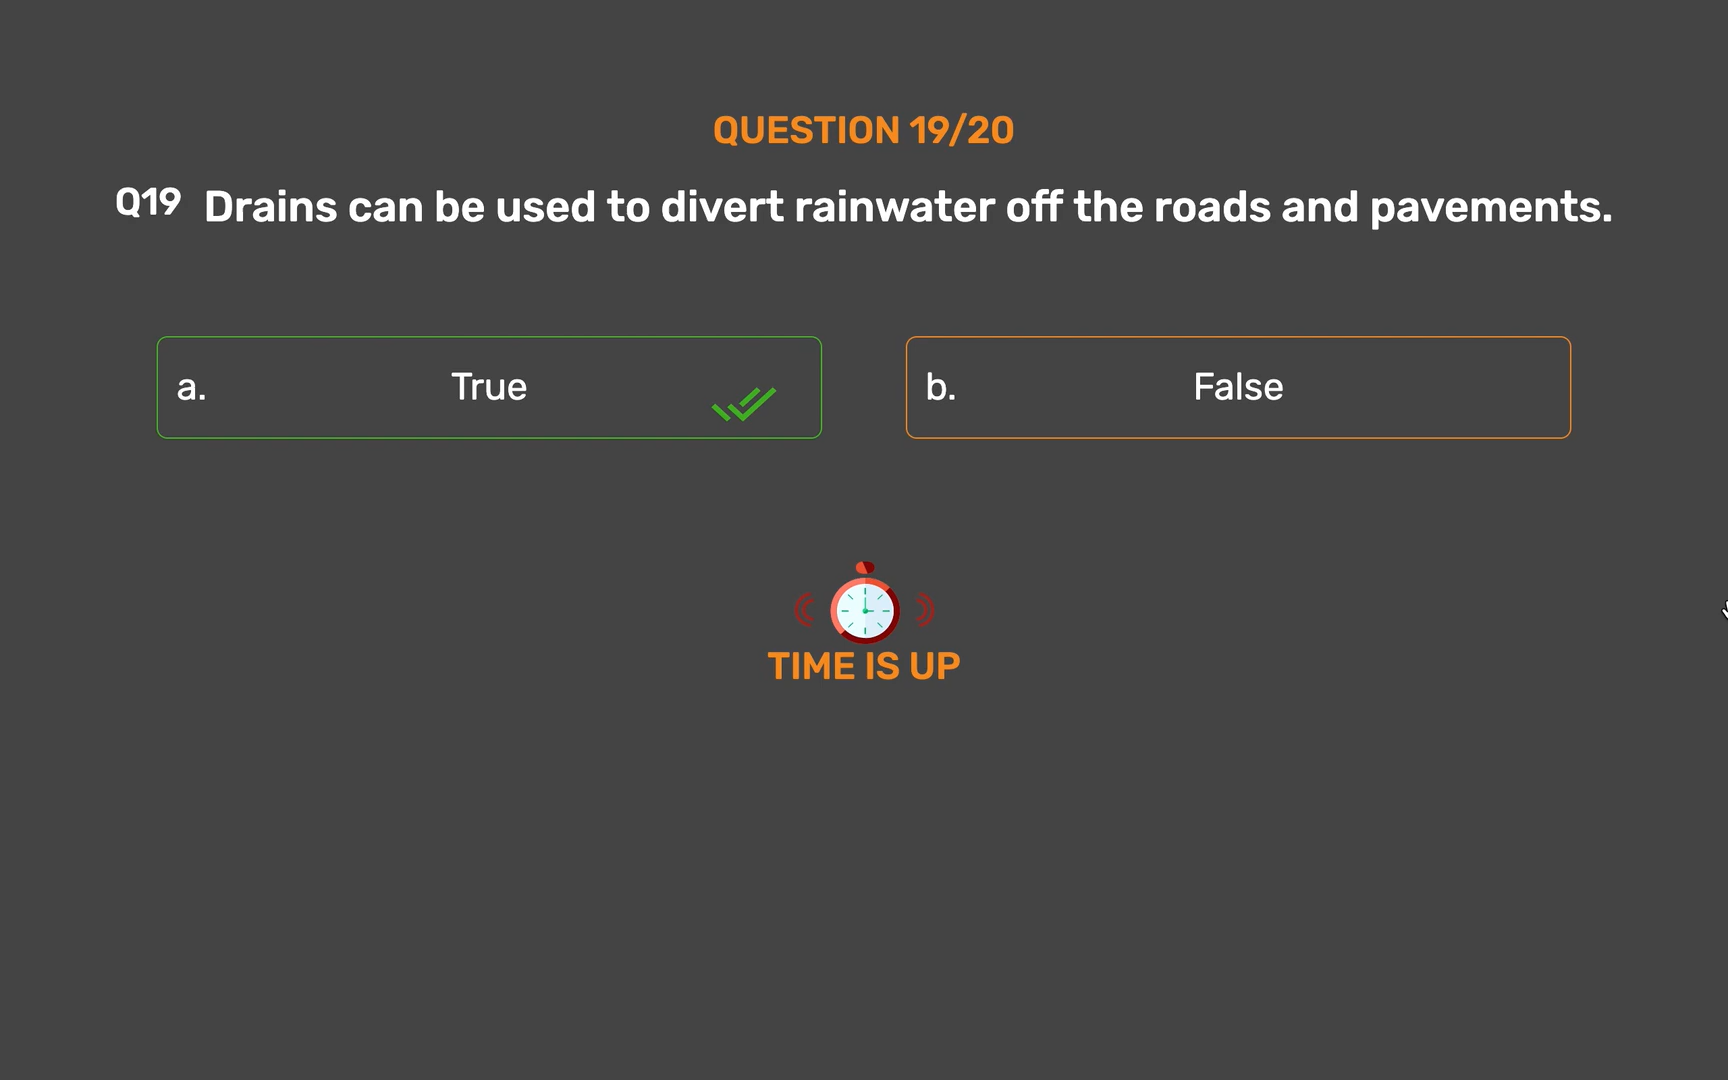 QUESTION 19/20
Q19 Drains can be used to divert rainwater off the roads and pavements.
a. True
b. False
TIME IS UP